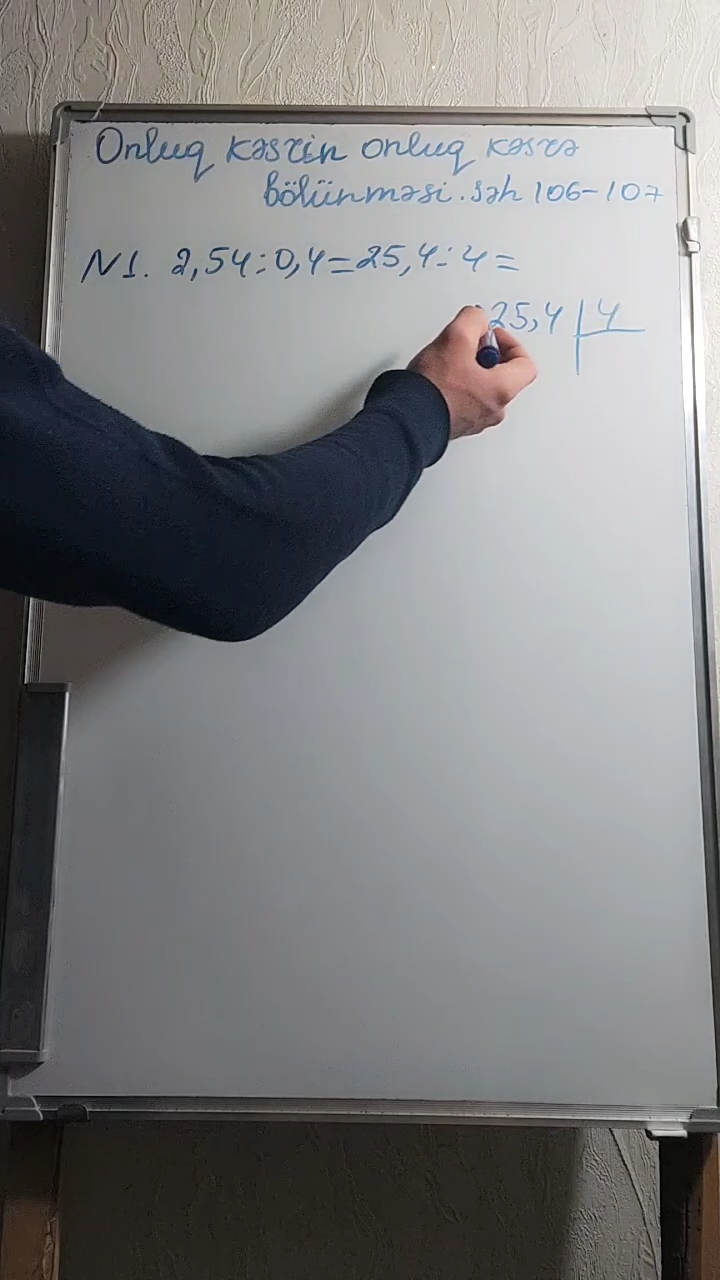 Onluq kəsrin onluq kəsrə
bölünməsi. səh 106-107
N1. 2,54:0,4=25,4:4=
25,4 4